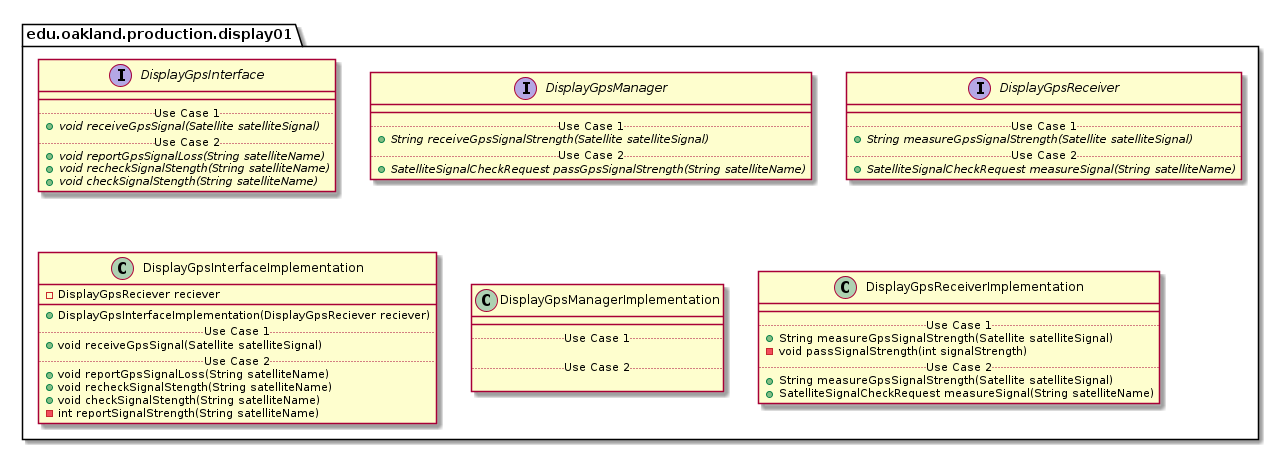 edu.oakland.production.display01
I DisplayGpsInterface
Use Case 1
void receiveGpsSignal(Satellite satelliteSignal)
Use Case 2
void reportGpsSignalLoss(String satelliteName)
void recheckSignalStength(String satelliteName)
void checkSignalStength(String satelliteName)
I DisplayGpsManager
Use Case 1
String receiveGpsSignalStrength(Satellite satelliteSignal)
Use Case 2
SatelliteSignalCheckRequest passGpsSignalStrength(String satelliteName)
I DisplayGpsReceiver
Use Case 1
String measureGpsSignalStrength(Satellite satelliteSignal)
Use Case 2
SatelliteSignalCheckRequest measureSignal(String satelliteName)
C DisplayGpsInterfaceImplementation
DisplayGpsReciever reciever
DisplayGpsInterfaceImplementation(DisplayGpsReciever reciever)
Use Case 1
void receiveGpsSignal(Satellite satelliteSignal)
Use Case 2
void reportGpsSignalLoss(String satelliteName)
void recheckSignalStength(String satelliteName)
void checkSignalStength(String satelliteName)
int reportSignalStrength(String satelliteName)
C DisplayGpsManagerImplementation
Use Case 1
Use Case 2
C DisplayGpsReceiverImplementation
Use Case 1
String measureGpsSignalStrength(Satellite satelliteSignal)
void passSignalStrength(int signalStrength)
Use Case 2
String measureGpsSignalStrength(Satellite satelliteSignal)
SatelliteSignalCheckRequest measureSignal(String satelliteName)